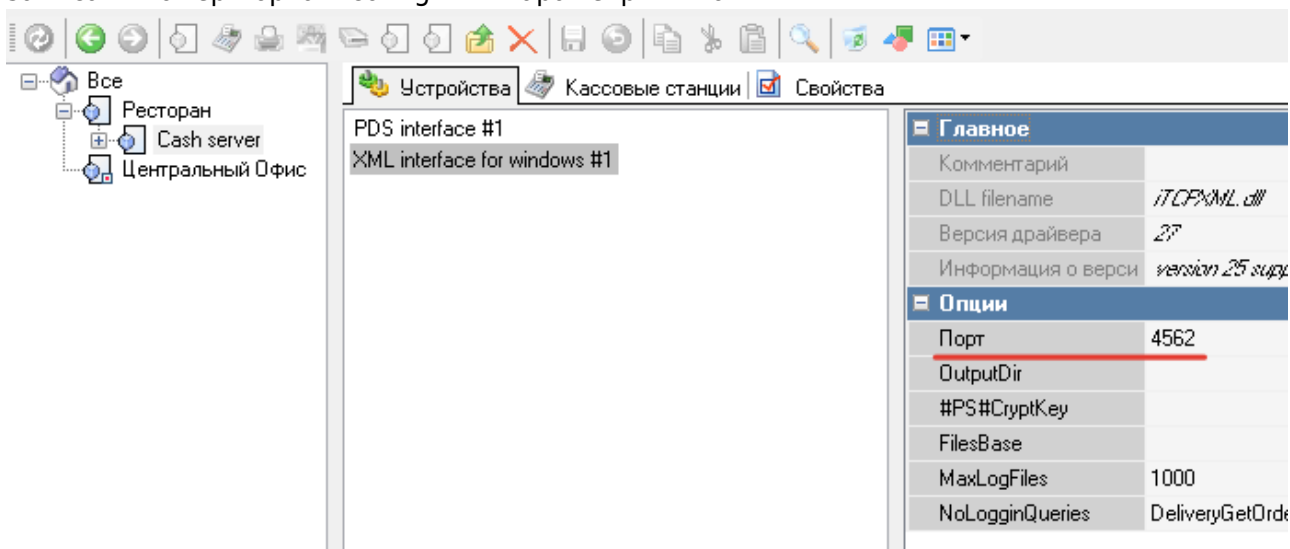 Все
Ресторан
Cash server
Центральный Офис
Устройства Кассовые станции Свойства
PDS interface #1
XML interface for windows #1
Главное
Комментарий
DLL filename iTCPXML.dll
Версия драйвера 27
Информация о верси version 25 supp
Опции
Порт 4562
OutputDir
#PS#CryptKey
FilesBase
MaxLogFiles 1000
NoLogginQueries DeliveryGetOrde